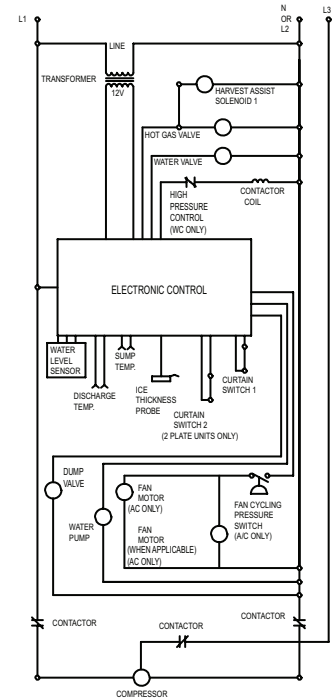 L1
N
OR
L2
L3
LINE
TRANSFORMER
12V
HARVEST ASSIST
SOLENOID 1
HOT GAS VALVE
WATER VALVE
HIGH
PRESSURE
CONTROL
(WC ONLY)
CONTACTOR
COIL
ELECTRONIC CONTROL
WATER
LEVEL
SENSOR
DISCHARGE
TEMP.
SUMP
TEMP.
ICE
THICKNESS
PROBE
CURTAIN
SWITCH 2
(2 PLATE UNITS ONLY)
CURTAIN
SWITCH 1
DUMP
VALVE
WATER
PUMP
FAN
MOTOR
(AC ONLY)
FAN
MOTOR
(WHEN APPLICABLE)
(AC ONLY)
FAN CYCLING
PRESSURE
SWITCH
(A/C ONLY)
CONTACTOR
CONTACTOR
CONTACTOR
COMPRESSOR